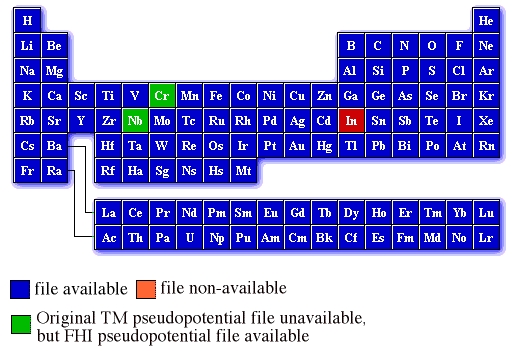 H He
Li Be B C N O F Ne
Na Mg Al Si P S Cl Ar
K Ca Sc Ti V Cr Mn Fe Co Ni Cu Zn Ga Ge As Se Br Kr
Rb Sr Y Zr Nb Mo Tc Ru Rh Pd Ag Cd In Sn Sb Te I Xe
Cs Ba Hf Ta W Re Os Ir Pt Au Hg Tl Pb Bi Po At Rn
Fr Ra Rf Ha Sg Ns Hs Mt
La Ce Pr Nd Pm Sm Eu Gd Tb Dy Ho Er Tm Yb Lu
Ac Th Pa U Np Pu Am Cm Bk Cf Es Fm Md No Lr
file available file non-available
Original TM pseudopotential file unavailable,
but FHI pseudopotential file available